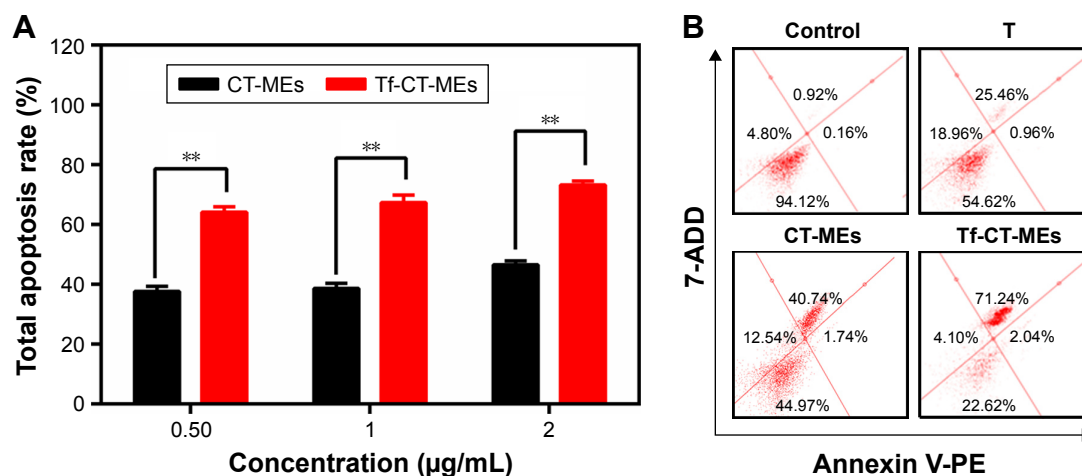 A
Total apoptosis rate (%)
120
100
80
60
40
20
0
CT-MEs
Tf-CT-MEs
**
**
**
0.50
1
2
Concentration (µg/mL)
B
7-ADD
Control
0.92%
4.80%
0.16%
94.12%
T
25.46%
18.96%
0.96%
54.62%
CT-MEs
40.74%
12.54%
1.74%
44.97%
Tf-CT-MEs
71.24%
4.10%
2.04%
22.62%
Annexin V-PE